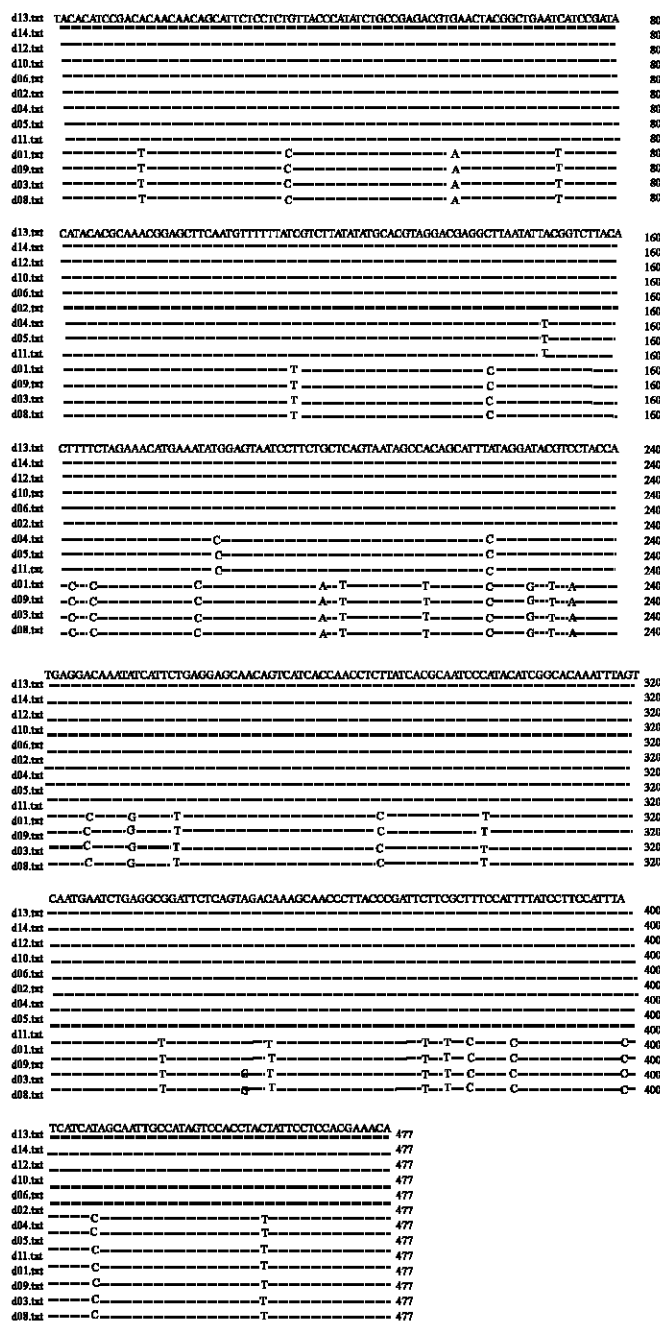 d13.txt TACACATCCGACACAACAACAGCATTCTCCTCTGTTACCCATATCTGCCGAGACGTGAACTACGGCTGAATCATCCGATA 80
d14.txt 80
d12.txt 80
d10.txt 80
d06.txt 80
d02.txt 80
d04.txt 80
d05.txt 80
d11.txt 80
d01.txt T C A T 80
d09.txt T C A T 80
d03.txt T C A T 80
d08.txt T C A T 80
d13.txt CATACACGCAAACGGAGCTTCAATGTTTTTTATCGTCTTATATATGCACGTAGGACGAGGCTTAATATTACGGTCTTACA 160
d14.txt 160
d12.txt 160
d10.txt 160
d06.txt 160
d02.txt 160
d04.txt T 160
d05.txt T 160
d11.txt T 160
d01.txt T C 160
d09.txt T C 160
d03.txt T C 160
d08.txt T C 160
d13.txt CTTTTCTAGAAACATGAAATATGGAGTAATCCTTCTGCTCAGTAATAGCCACAGCATTTATAGGATACGTCCTACCA 240
d14.txt 240
d12.txt 240
d10.txt 240
d06.txt 240
d02.txt 240
d04.txt C C 240
d05.txt C C 240
d11.txt C C 240
d01.txt C C C A T T C G T A 240
d09.txt C C C A T T C G T A 240
d03.txt C C C A T T C G T A 240
d08.txt C C C A T T C G T A 240
d13.txt TGAGGACAAATATCATTCTGAGGAGCAACAGTCATCACCAACCTCTTATCACGCAATCCCATACATCGGCACAAATTTAGT 320
d14.txt 320
d12.txt 320
d10.txt 320
d06.txt 320
d02.txt 320
d04.txt 320
d05.txt 320
d11.txt 320
d01.txt C G T C T 320
d09.txt C G T C T 320
d03.txt C G T C T 320
d08.txt C G T C T 320
d13.txt CAATGAATCTGAGGCGGATTCTCAGTAGACAAAGCAACCCTTACCCGATTCTTCGCTTTCCATTTTATCCTTCCATTTA 400
d14.txt 400
d12.txt 400
d10.txt 400
d06.txt 400
d02.txt 400
d04.txt 400
d05.txt 400
d11.txt 400
d01.txt T T T T C C C 400
d09.txt T T T T C C C 400
d03.txt T G T T T C C C 400
d08.txt T G T T T C C C 400
d13.txt TCATCATAGCAATTGCCATAGTCCACCTACTATTCCTCCACGAAACA 477
d14.txt 477
d12.txt 477
d10.txt 477
d06.txt 477
d02.txt 477
d04.txt C T 477
d05.txt C T 477
d11.txt C T 477
d01.txt C T 477
d09.txt C T 477
d03.txt C T 477
d08.txt C T 477